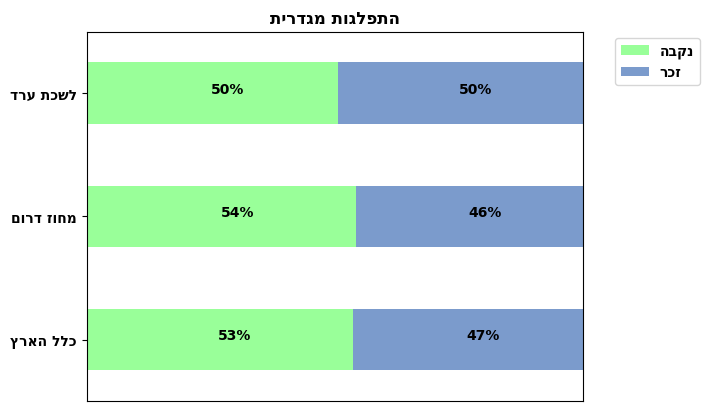 התפלגות מגדרית
נקבה
זכר
לשכת ערד
50%
50%
מחוז דרום
54%
46%
כלל הארץ
53%
47%